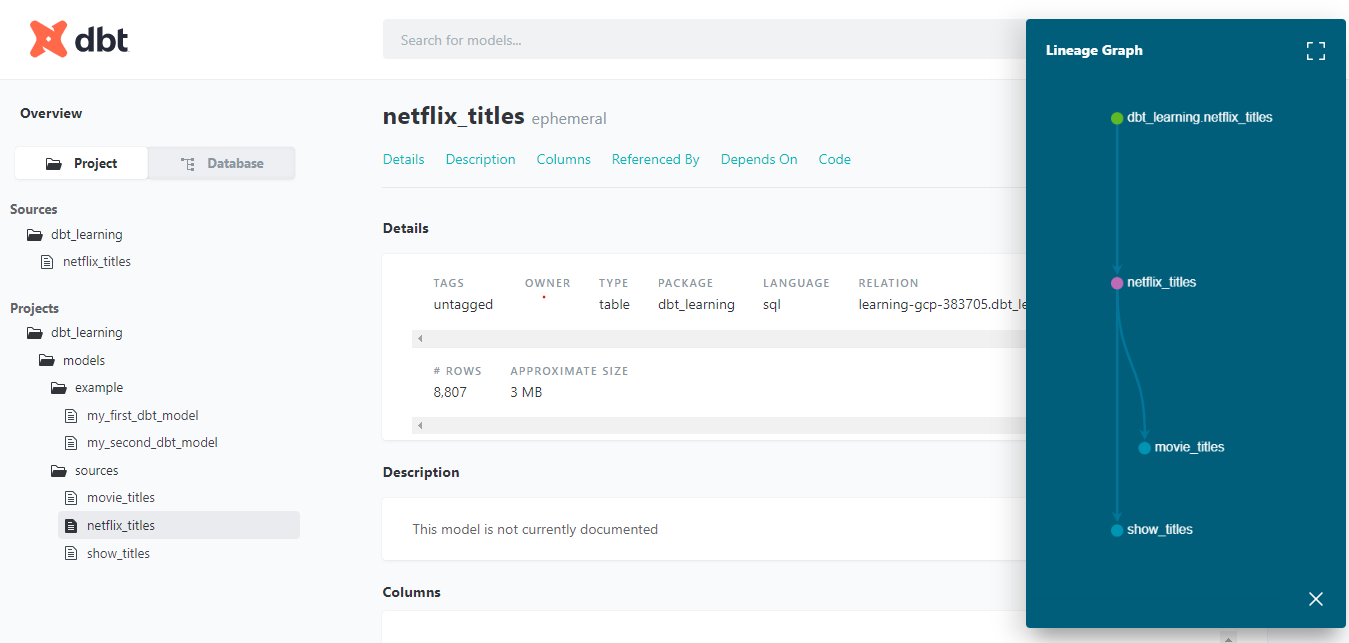 dbt
Search for models...
Overview
Project
Database
Sources
dbt_learning
netflix_titles
Projects
dbt_learning
models
example
my_first_dbt_model
my_second_dbt_model
sources
movie_titles
netflix_titles
show_titles
netflix_titles ephemeral
Details Description Columns Referenced By Depends On Code
Details
TAGS OWNER TYPE PACKAGE LANGUAGE RELATION
untagged table dbt_learning sql learning-gcp-383705.dbt_le
# ROWS APPROXIMATE SIZE
8,807 3 MB
Description
This model is not currently documented
Columns
Lineage Graph
dbt_learning.netflix_titles
netflix_titles
movie_titles
show_titles